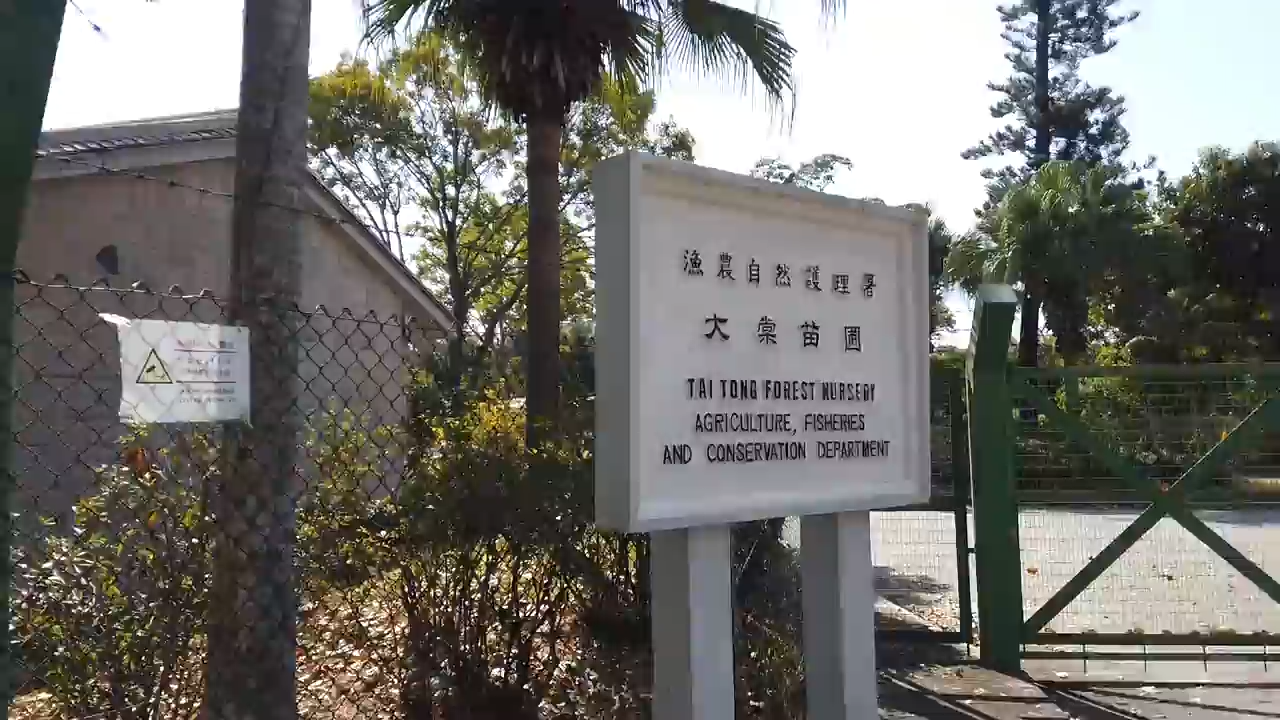 漁農自然護理署
大棠苗圃
TAI TONG FOREST NURSERY
AGRICULTURE, FISHERIES
AND CONSERVATION DEPARTMENT